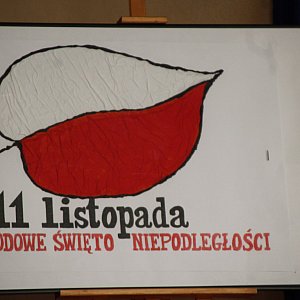 11 listopada
ODOWE ŚWIĘTO NIEPODLEGŁOŚCI